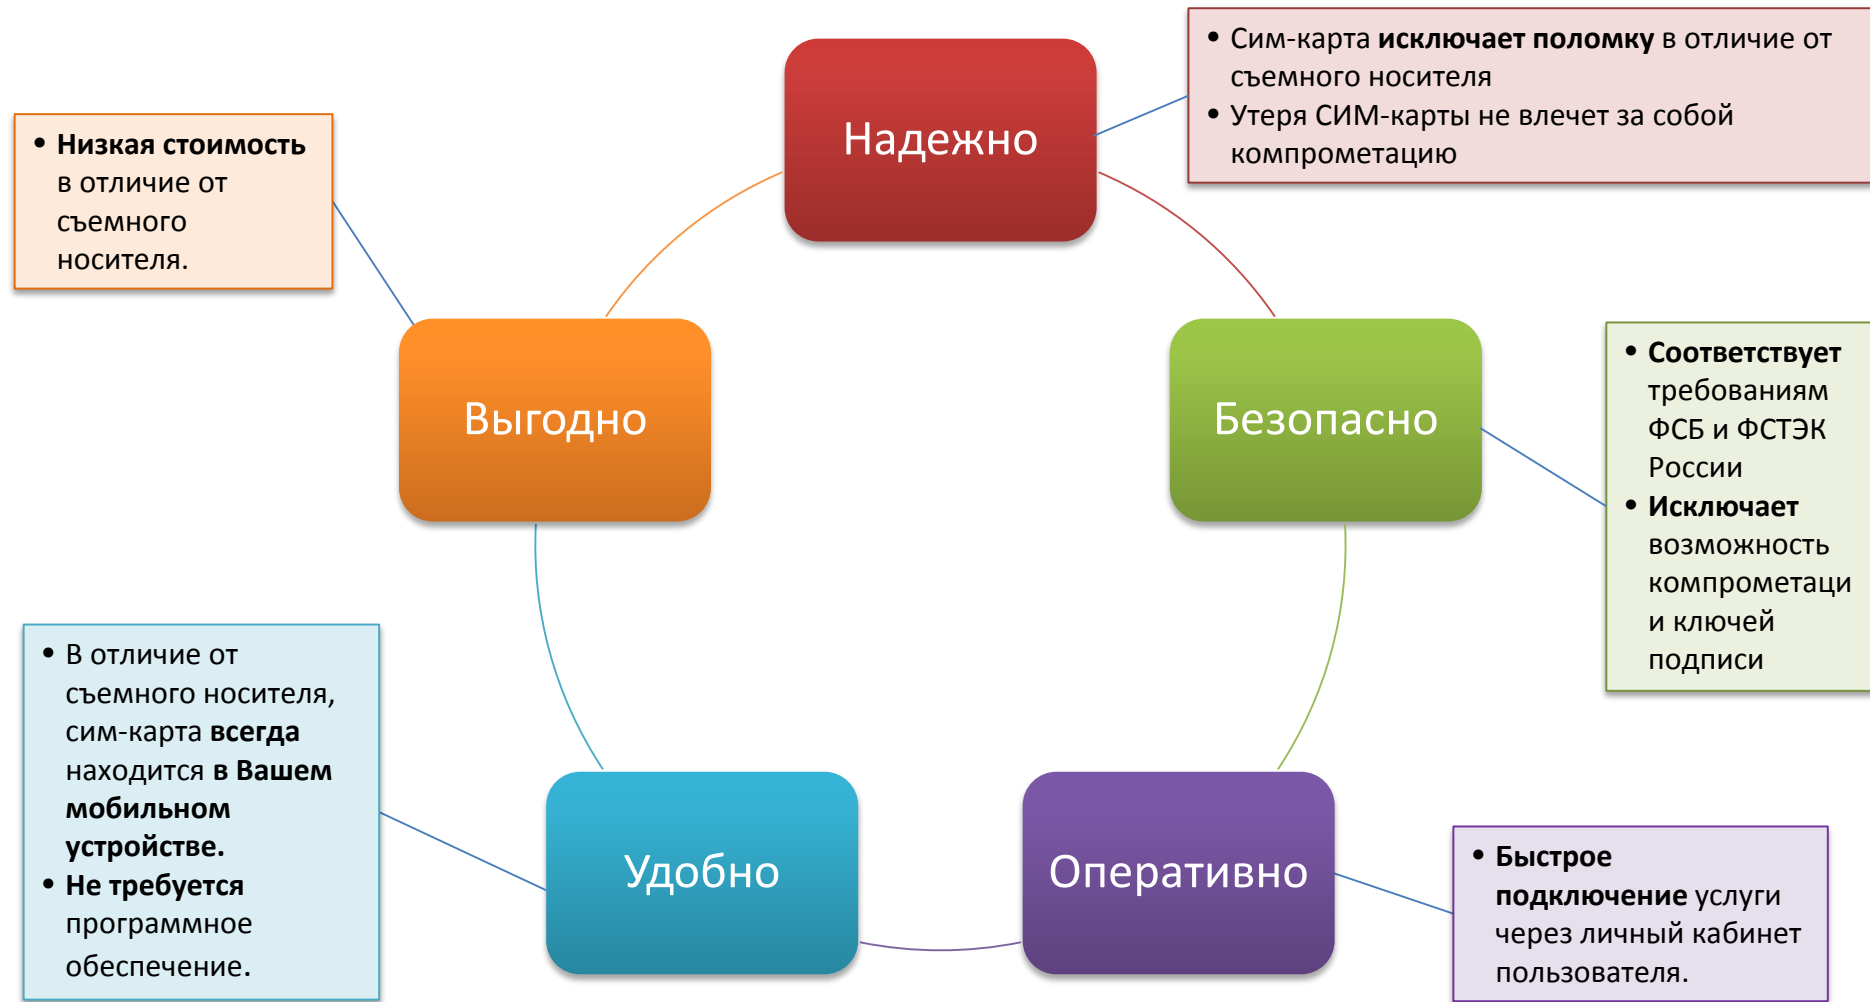 Надежно
• Сим-карта исключает поломку в отличие от
съемного носителя
• Утеря СИМ-карты не влечет за собой
компрометацию
• Низкая стоимость
в отличие от
съемного
носителя.
Выгодно
Безопасно
• Соответствует
требованиям
ФСБ и ФСТЭК
России
• Исключает
возможность
компрометаци
и ключей
подписи
• В отличие от
съемного носителя,
сим-карта всегда
находится в Вашем
мобильном
устройстве.
• Не требуется
программное
обеспечение.
Удобно
Оперативно
• Быстрое
подключение услуги
через личный кабинет
пользователя.